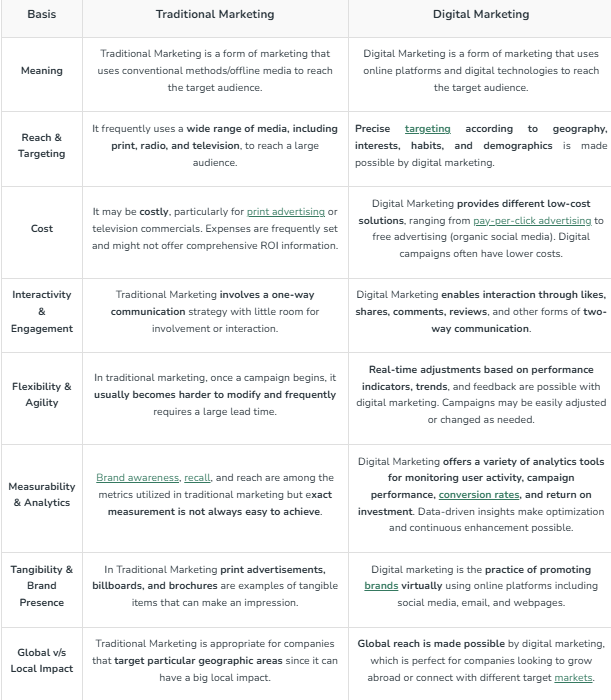 Basis Traditional Marketing Digital Marketing
Meaning
Traditional Marketing is a form of marketing that
uses conventional methods/offline media to reach
the target audience.
Digital Marketing is a form of marketing that uses
online platforms and digital technologies to reach
the target audience.
Reach &
Targeting
It frequently uses a wide range of media, including
print, radio, and television, to reach a large
audience.
Precise targeting according to geography,
interests, habits, and demographics is made
possible by digital marketing.
Cost
It may be costly, particularly for print advertising or
television commercials. Expenses are frequently set
and might not offer comprehensive ROI information.
Digital Marketing provides different low-cost
solutions, ranging from pay-per-click advertising to
free advertising (organic social media). Digital
campaigns often have lower costs.
Interactivity
&
Engagement
Traditional Marketing involves a one-way
communication strategy with little room for
involvement or interaction.
Digital Marketing enables interaction through likes,
shares, comments, reviews, and other forms of two-
way communication.
Flexibility &
Agility
In traditional marketing, once a campaign begins, it
usually becomes harder to modify and frequently
requires a large lead time.
Real-time adjustments based on performance
indicators, trends, and feedback are possible with
digital marketing. Campaigns may be easily adjusted
or changed as needed.
Measurability
& Analytics
Brand awareness, recall, and reach are among the
metrics utilized in traditional marketing but exact
measurement is not always easy to achieve.
Digital Marketing offers a variety of analytics tools
for monitoring user activity, campaign
performance, conversion rates, and return on
investment. Data-driven insights make optimization
and continuous enhancement possible.
Tangibility &
Brand
Presence
In Traditional Marketing print advertisements,
billboards, and brochures are examples of tangible
items that can make an impression.
Digital marketing is the practice of promoting
brands virtually using online platforms including
social media, email, and webpages.
Global v/s
Local Impact
Traditional Marketing is appropriate for companies
that target particular geographic areas since it can
have a big local impact.
Global reach is made possible by digital marketing,
which is perfect for companies looking to grow
abroad or connect with different target markets.